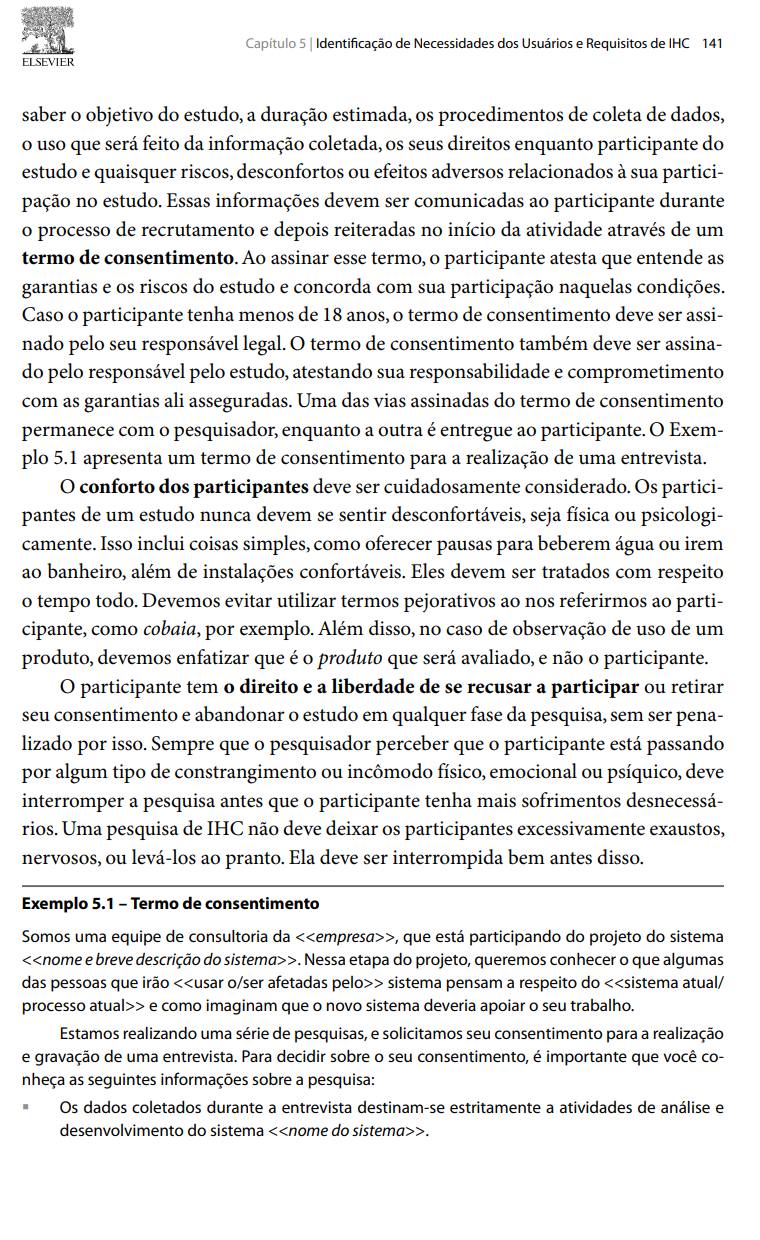 ELSEVIER
Capítulo 5 | Identificação de Necessidades dos Usuários e Requisitos de IHC 141
saber o objetivo do estudo, a duração estimada, os procedimentos de coleta de dados,
o uso que será feito da informação coletada, os seus direitos enquanto participante do
estudo e quaisquer riscos, desconfortos ou efeitos adversos relacionados à sua partici-
pação no estudo. Essas informações devem ser comunicadas ao participante durante
o processo de recrutamento e depois reiteradas no início da atividade através de um
termo de consentimento. Ao assinar esse termo, o participante atesta que entende as
garantias e os riscos do estudo e concorda com sua participação naquelas condições.
Caso o participante tenha menos de 18 anos, o termo de consentimento deve ser assi-
nado pelo seu responsável legal. O termo de consentimento também deve ser assina-
do pelo responsável pelo estudo, atestando sua responsabilidade e comprometimento
com as garantias ali asseguradas. Uma das vias assinadas do termo de consentimento
permanece com o pesquisador, enquanto a outra é entregue ao participante. O Exem-
plo 5.1 apresenta um termo de consentimento para a realização de uma entrevista.
O conforto dos participantes deve ser cuidadosamente considerado. Os partici-
pantes de um estudo nunca devem se sentir desconfortáveis, seja física ou psicologi-
camente. Isso inclui coisas simples, como oferecer pausas para beberem água ou irem
ao banheiro, além de instalações confortáveis. Eles devem ser tratados com respeito
o tempo todo. Devemos evitar utilizar termos pejorativos ao nos referirmos ao parti-
cipante, como cobaia, por exemplo. Além disso, no caso de observação de uso de um
produto, devemos enfatizar que é o produto que será avaliado, e não o participante.
O participante tem o direito e a liberdade de se recusar a participar ou retirar
seu consentimento e abandonar o estudo em qualquer fase da pesquisa, sem ser pena-
lizado por isso. Sempre que o pesquisador perceber que o participante está passando
por algum tipo de constrangimento ou incômodo físico, emocional ou psíquico, deve
interromper a pesquisa antes que o participante tenha mais sofrimentos desnecessá-
rios. Uma pesquisa de IHC não deve deixar os participantes excessivamente exaustos,
nervosos, ou levá-los ao pranto. Ela deve ser interrompida bem antes disso.
Exemplo 5.1 – Termo de consentimento
Somos uma equipe de consultoria da <<empresa>>, que está participando do projeto do sistema
<<nome e breve descrição do sistema>>. Nessa etapa do projeto, queremos conhecer o que algumas
das pessoas que irão <<usar o/ser afetadas pelo>> sistema pensam a respeito do <<sistema atual/
processo atual>> e como imaginam que o novo sistema deveria apoiar o seu trabalho.
Estamos realizando uma série de pesquisas, e solicitamos seu consentimento para a realização
e gravação de uma entrevista. Para decidir sobre o seu consentimento, é importante que você co-
nheça as seguintes informações sobre a pesquisa:
▪ Os dados coletados durante a entrevista destinam-se estritamente a atividades de análise e
desenvolvimento do sistema <<nome do sistema>>.